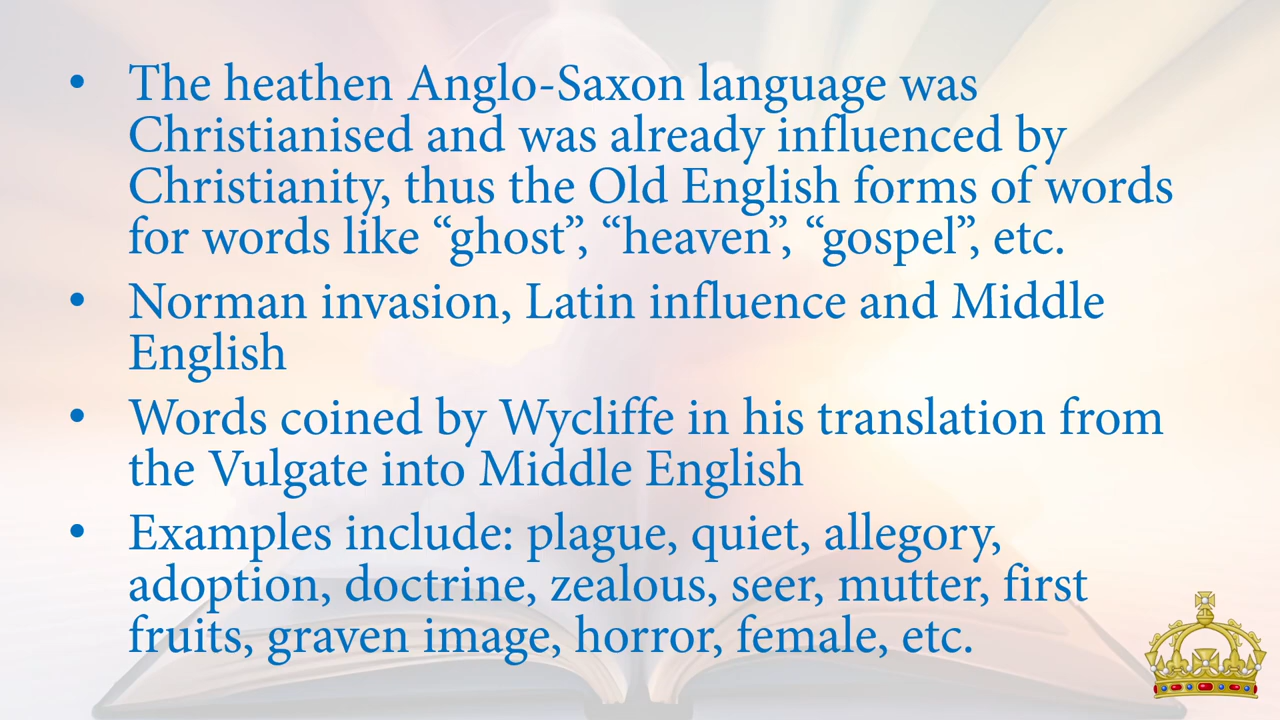 • The heathen Anglo-Saxon language was
Christianised and was already influenced by
Christianity, thus the Old English forms of words
for words like “ghost”, “heaven”, “gospel”, etc.
• Norman invasion, Latin influence and Middle
English
• Words coined by Wycliffe in his translation from
the Vulgate into Middle English
• Examples include: plague, quiet, allegory,
adoption, doctrine, zealous, seer, mutter, first
fruits, graven image, horror, female, etc.